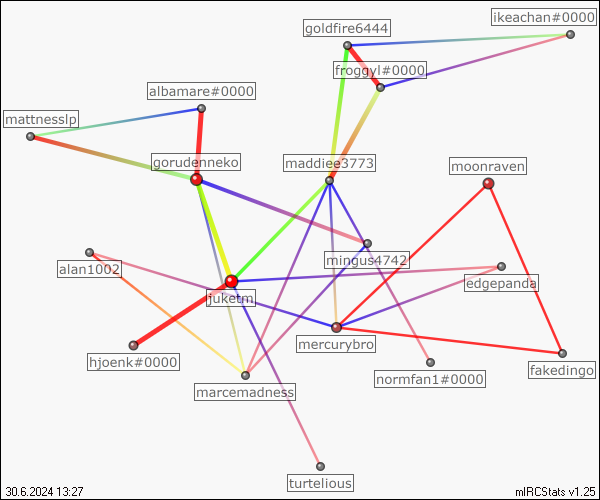 ikeachan#0000
goldfire6444
froggyl#0000
albamare#0000
mattnesslp
gorudenneko
maddiee3773
moonraven
mingus4742
alan1002
edgepanda
juketm
mercurybro
hjoenk#0000
fakedingo
normfan1#0000
marcemadness
turtelious
30.6.2024 13:27
mIRCStats v1.25